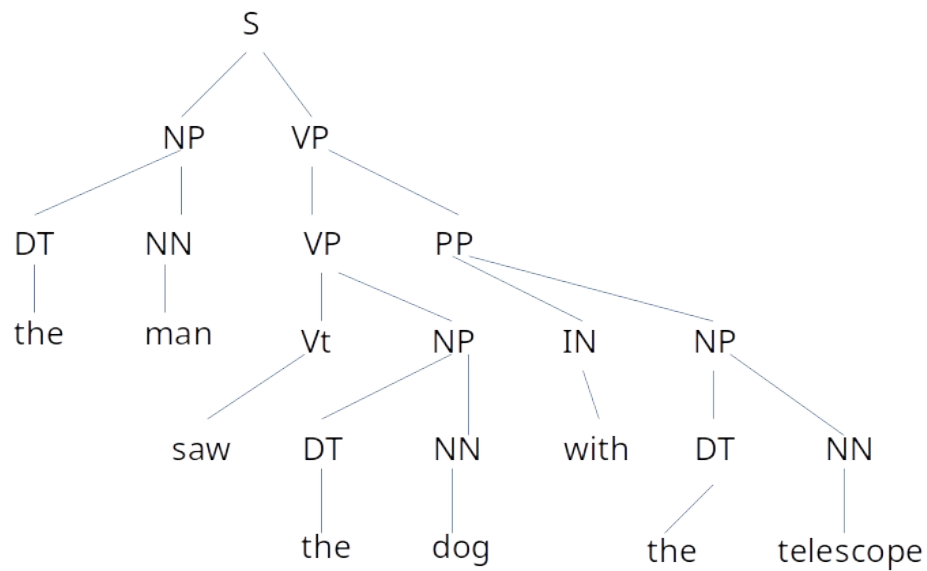 S
NP VP
DT NN VP PP
the man Vt NP IN NP
saw DT NN with DT NN
the dog the telescope